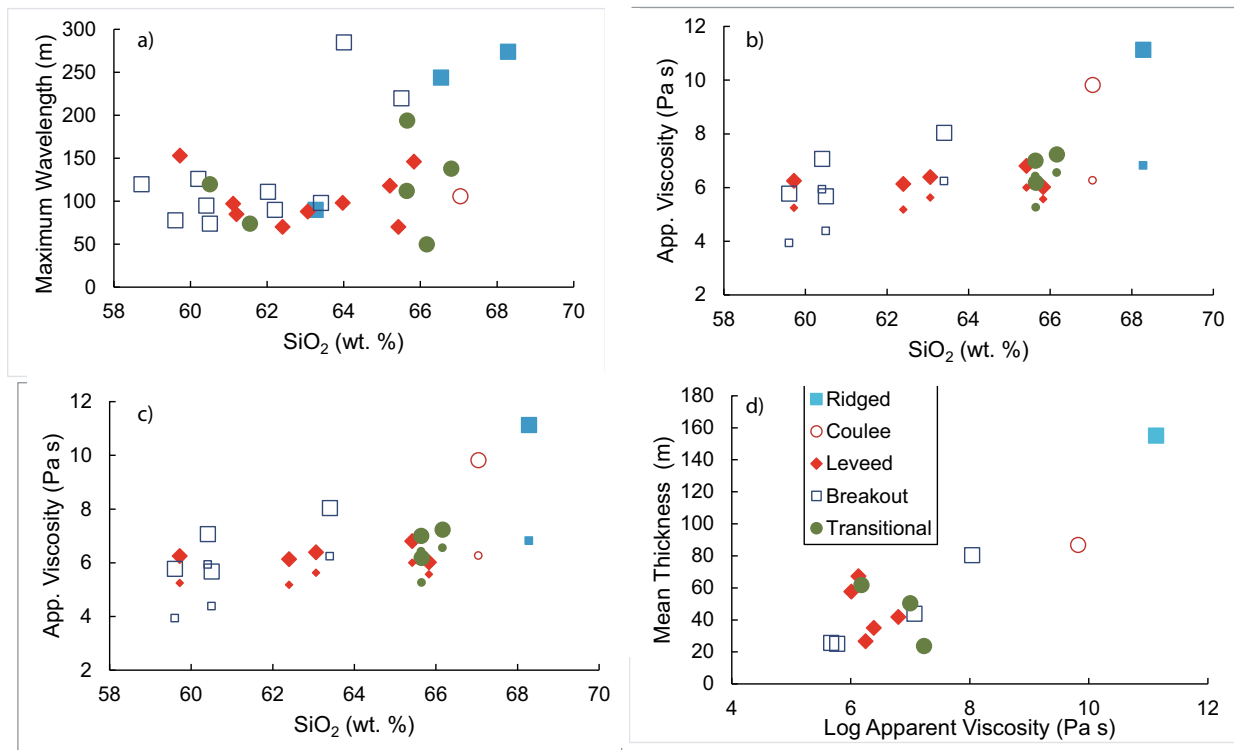 a)
300
250
200
150
100
50
0
Maximum Wavelength (m)
58 60 62 64 66 68 70
SiO2 (wt. %)
b)
12
10
8
6
4
2
App. Viscosity (Pa s)
58 60 62 64 66 68 70
SiO2 (wt. %)
c)
12
10
8
6
4
2
App. Viscosity (Pa s)
58 60 62 64 66 68 70
SiO2 (wt. %)
d)
180
160
140
120
100
80
60
40
20
0
Mean Thickness (m)
Ridged
Coulee
Leveed
Breakout
Transitional
4 6 8 10 12
Log Apparent Viscosity (Pa s)